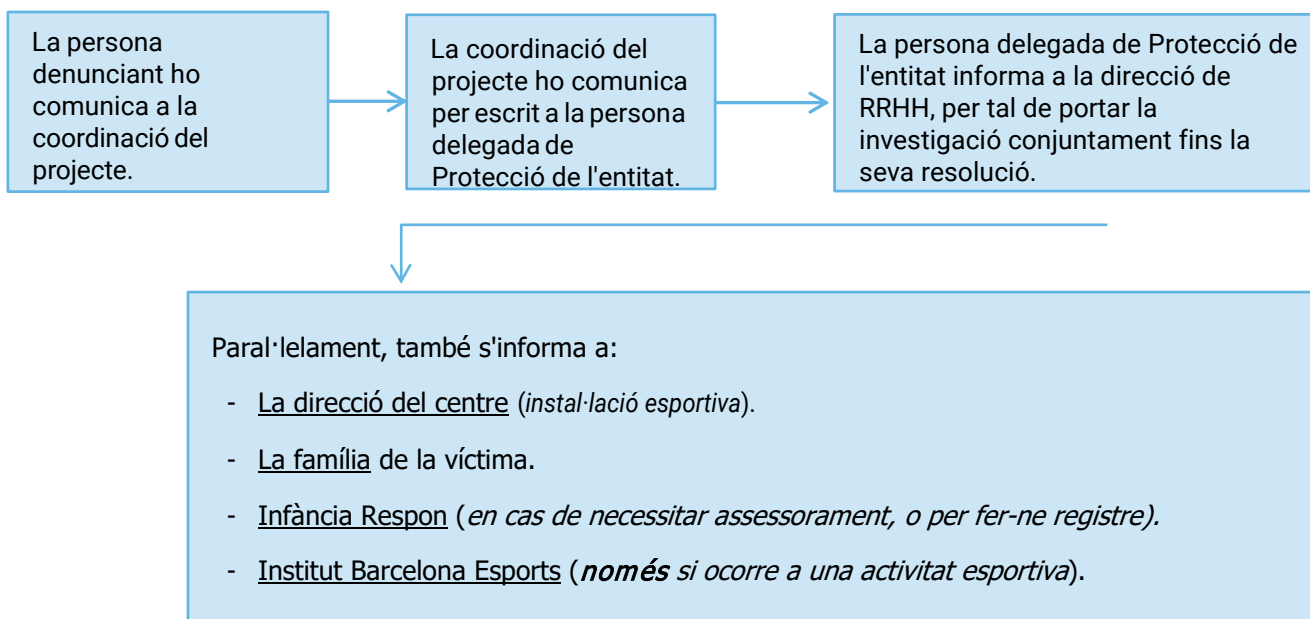 La persona
denunciant ho
comunica a la
coordinació del
projecte.
La coordinació del
projecte ho comunica
per escrit a la persona
delegada de
Protecció de l'entitat.
La persona delegada de Protecció de
l'entitat informa a la direcció de
RRHH, per tal de portar la
investigació conjuntament fins la
seva resolució.
Paral·lelament, també s'informa a:
- La direcció del centre (instal·lació esportiva).
- La família de la víctima.
- Infància Respon (en cas de necessitar assessorament, o per fer-ne registre).
- Institut Barcelona Esports (només si ocorre a una activitat esportiva).